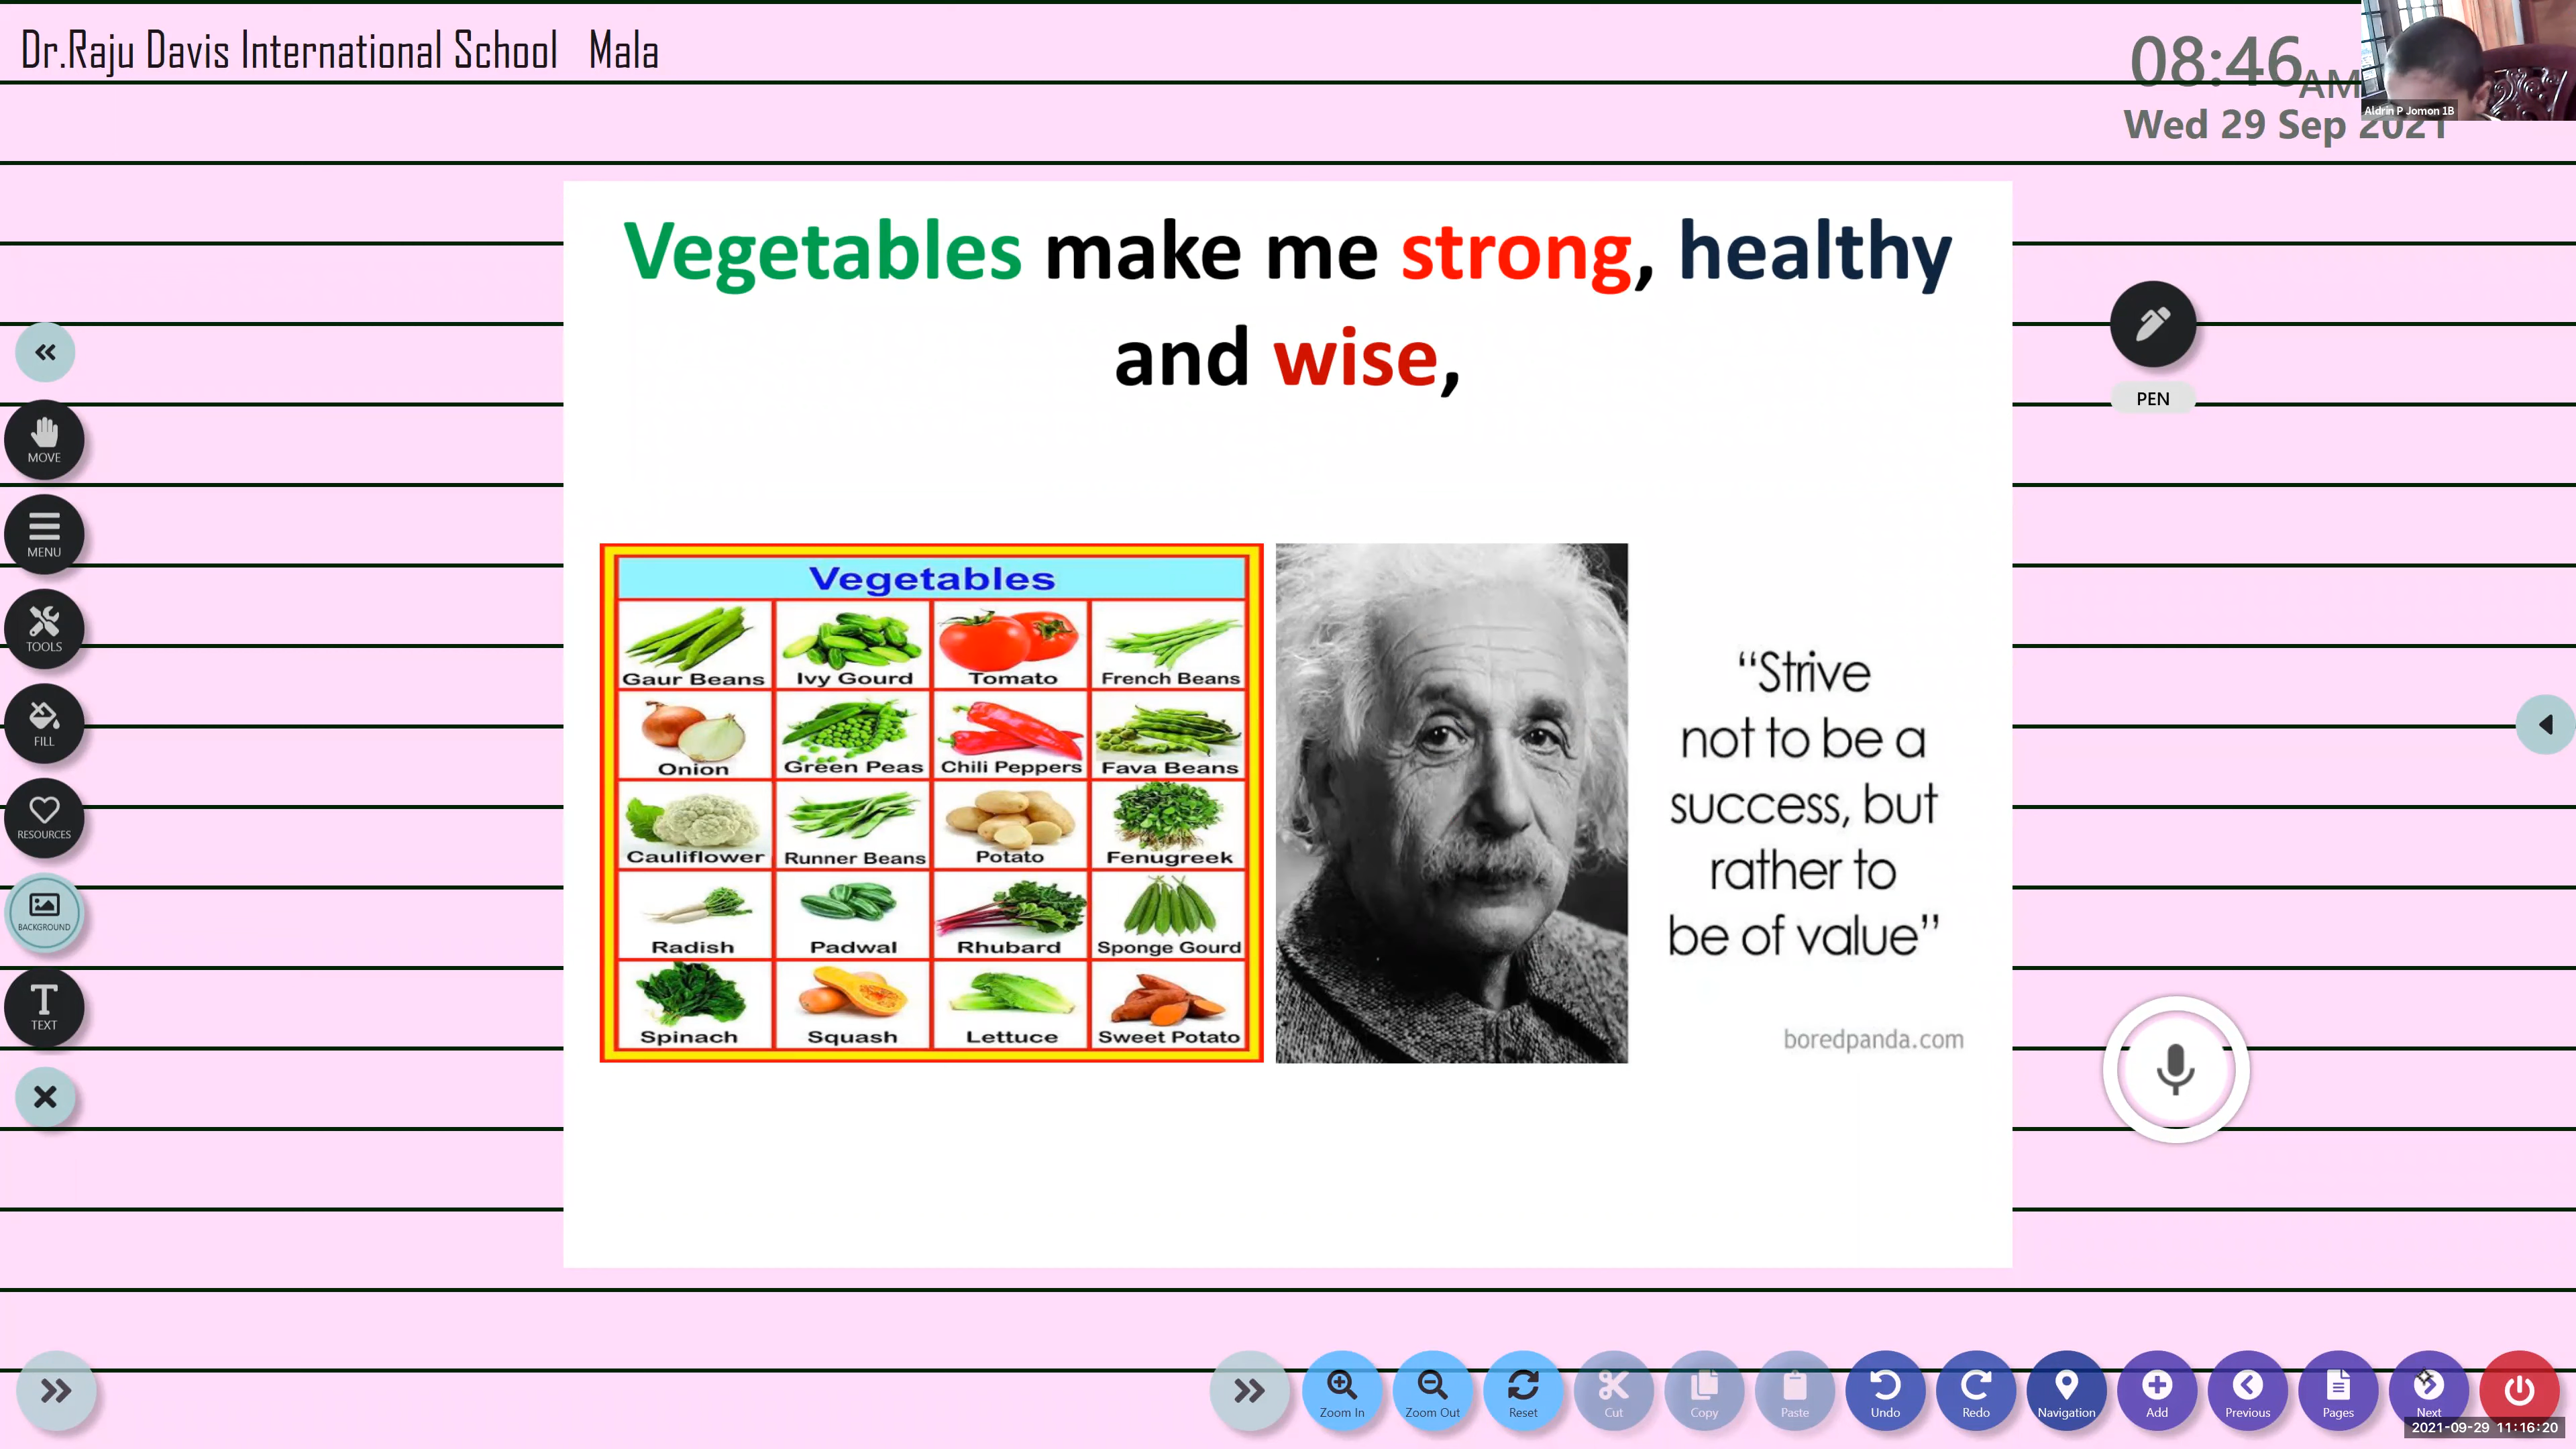 Dr.Raju Davis International School Mala
08:46AM
Wed 29 Sep 2021
Aldrin P Jomon 1B
Vegetables make me strong, healthy
and wise,
PEN
MOVE
MENU
TOOLS
FILL
RESOURCES
BACKGROUND
TEXT
Vegetables
Gaur Beans Ivy Gourd Tomato French Beans
Onion Green Peas Chili Peppers Fava Beans
Cauliflower Runner Beans Potato Fenugreek
Radish Padwal Rhubard Sponge Gourd
Spinach Squash Lettuce Sweet Potato
“Strive
not to be a
success, but
rather to
be of value”
boredpanda.com
Zoom In Zoom Out Reset Cut Copy Paste Undo Redo Navigation Add Previous Pages Next
2021-09-29 11:16:20